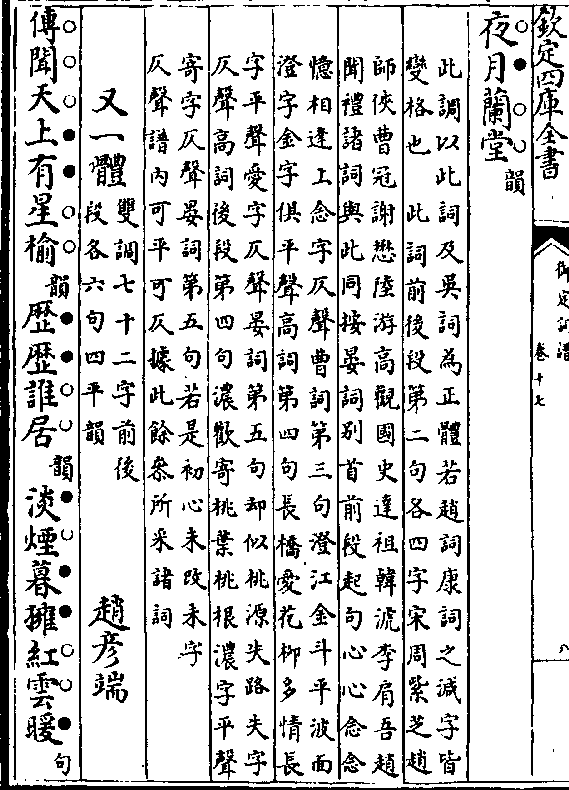 欽定四庫全書
御定詞譜
卷十七
八
夜月蘭堂韻
此調以此詞及吳詞為正體若趙詞康詞之減字皆
變格也　此詞前後段第二句各四字宋周紫芝趙
師俠曹冠謝懋陸游高觀國史達祖韓淲李肩吾趙
聞禮諸詞與此同按晏詞別首前段起句心心念念
憶相逢上念字仄聲曹詞第三句澄江金斗平波面
澄字金字俱平聲高詞第四句長橋愛花柳多情長
字平聲愛字仄聲晏詞第五句却似桃源失路失字
仄聲高詞後段第四句濃歡寄桃葉桃根濃字平聲
寄字仄聲晏詞第五句若是初心未改未字
仄聲譜内可平可仄據此餘叅所采諸詞
又一體雙調七十二字前後
段各六句四平韻
趙彦端
傳聞天上有星榆韻歷歷誰居韻淡煙暮擁紅雲暖句